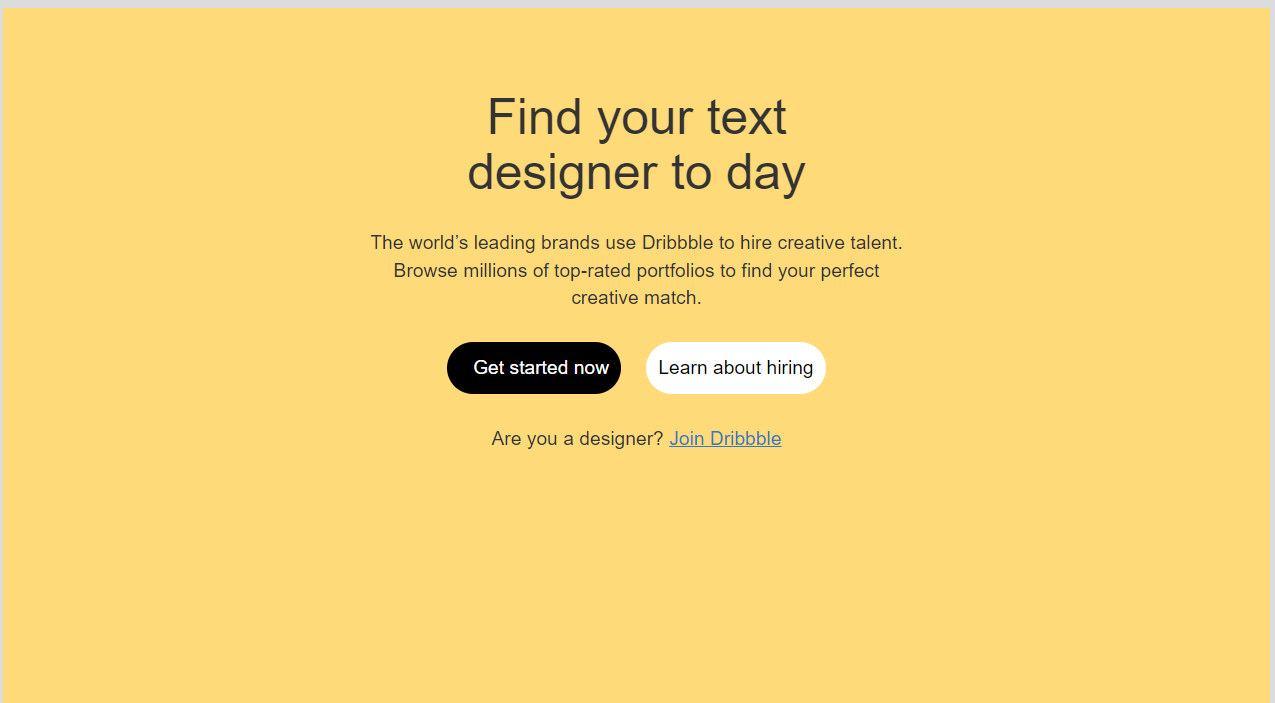 Find your text
designer to day
The world’s leading brands use Dribbble to hire creative talent.
Browse millions of top-rated portfolios to find your perfect
creative match.
Get started now
Learn about hiring
Are you a designer? Join Dribbble